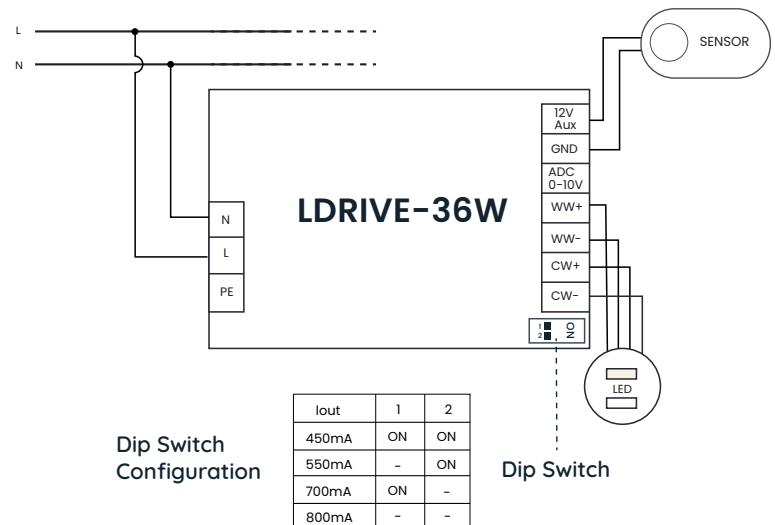 L
N
SENSOR
12V
Aux
GND
ADC
0-10V
WW+
WW-
CW+
CW-
LDRIVE-36W
N
L
PE
1
2
ON
LED
Dip Switch
Configuration
Iout 1 2
450mA ON ON
550mA - ON
700mA ON -
800mA - -
Dip Switch